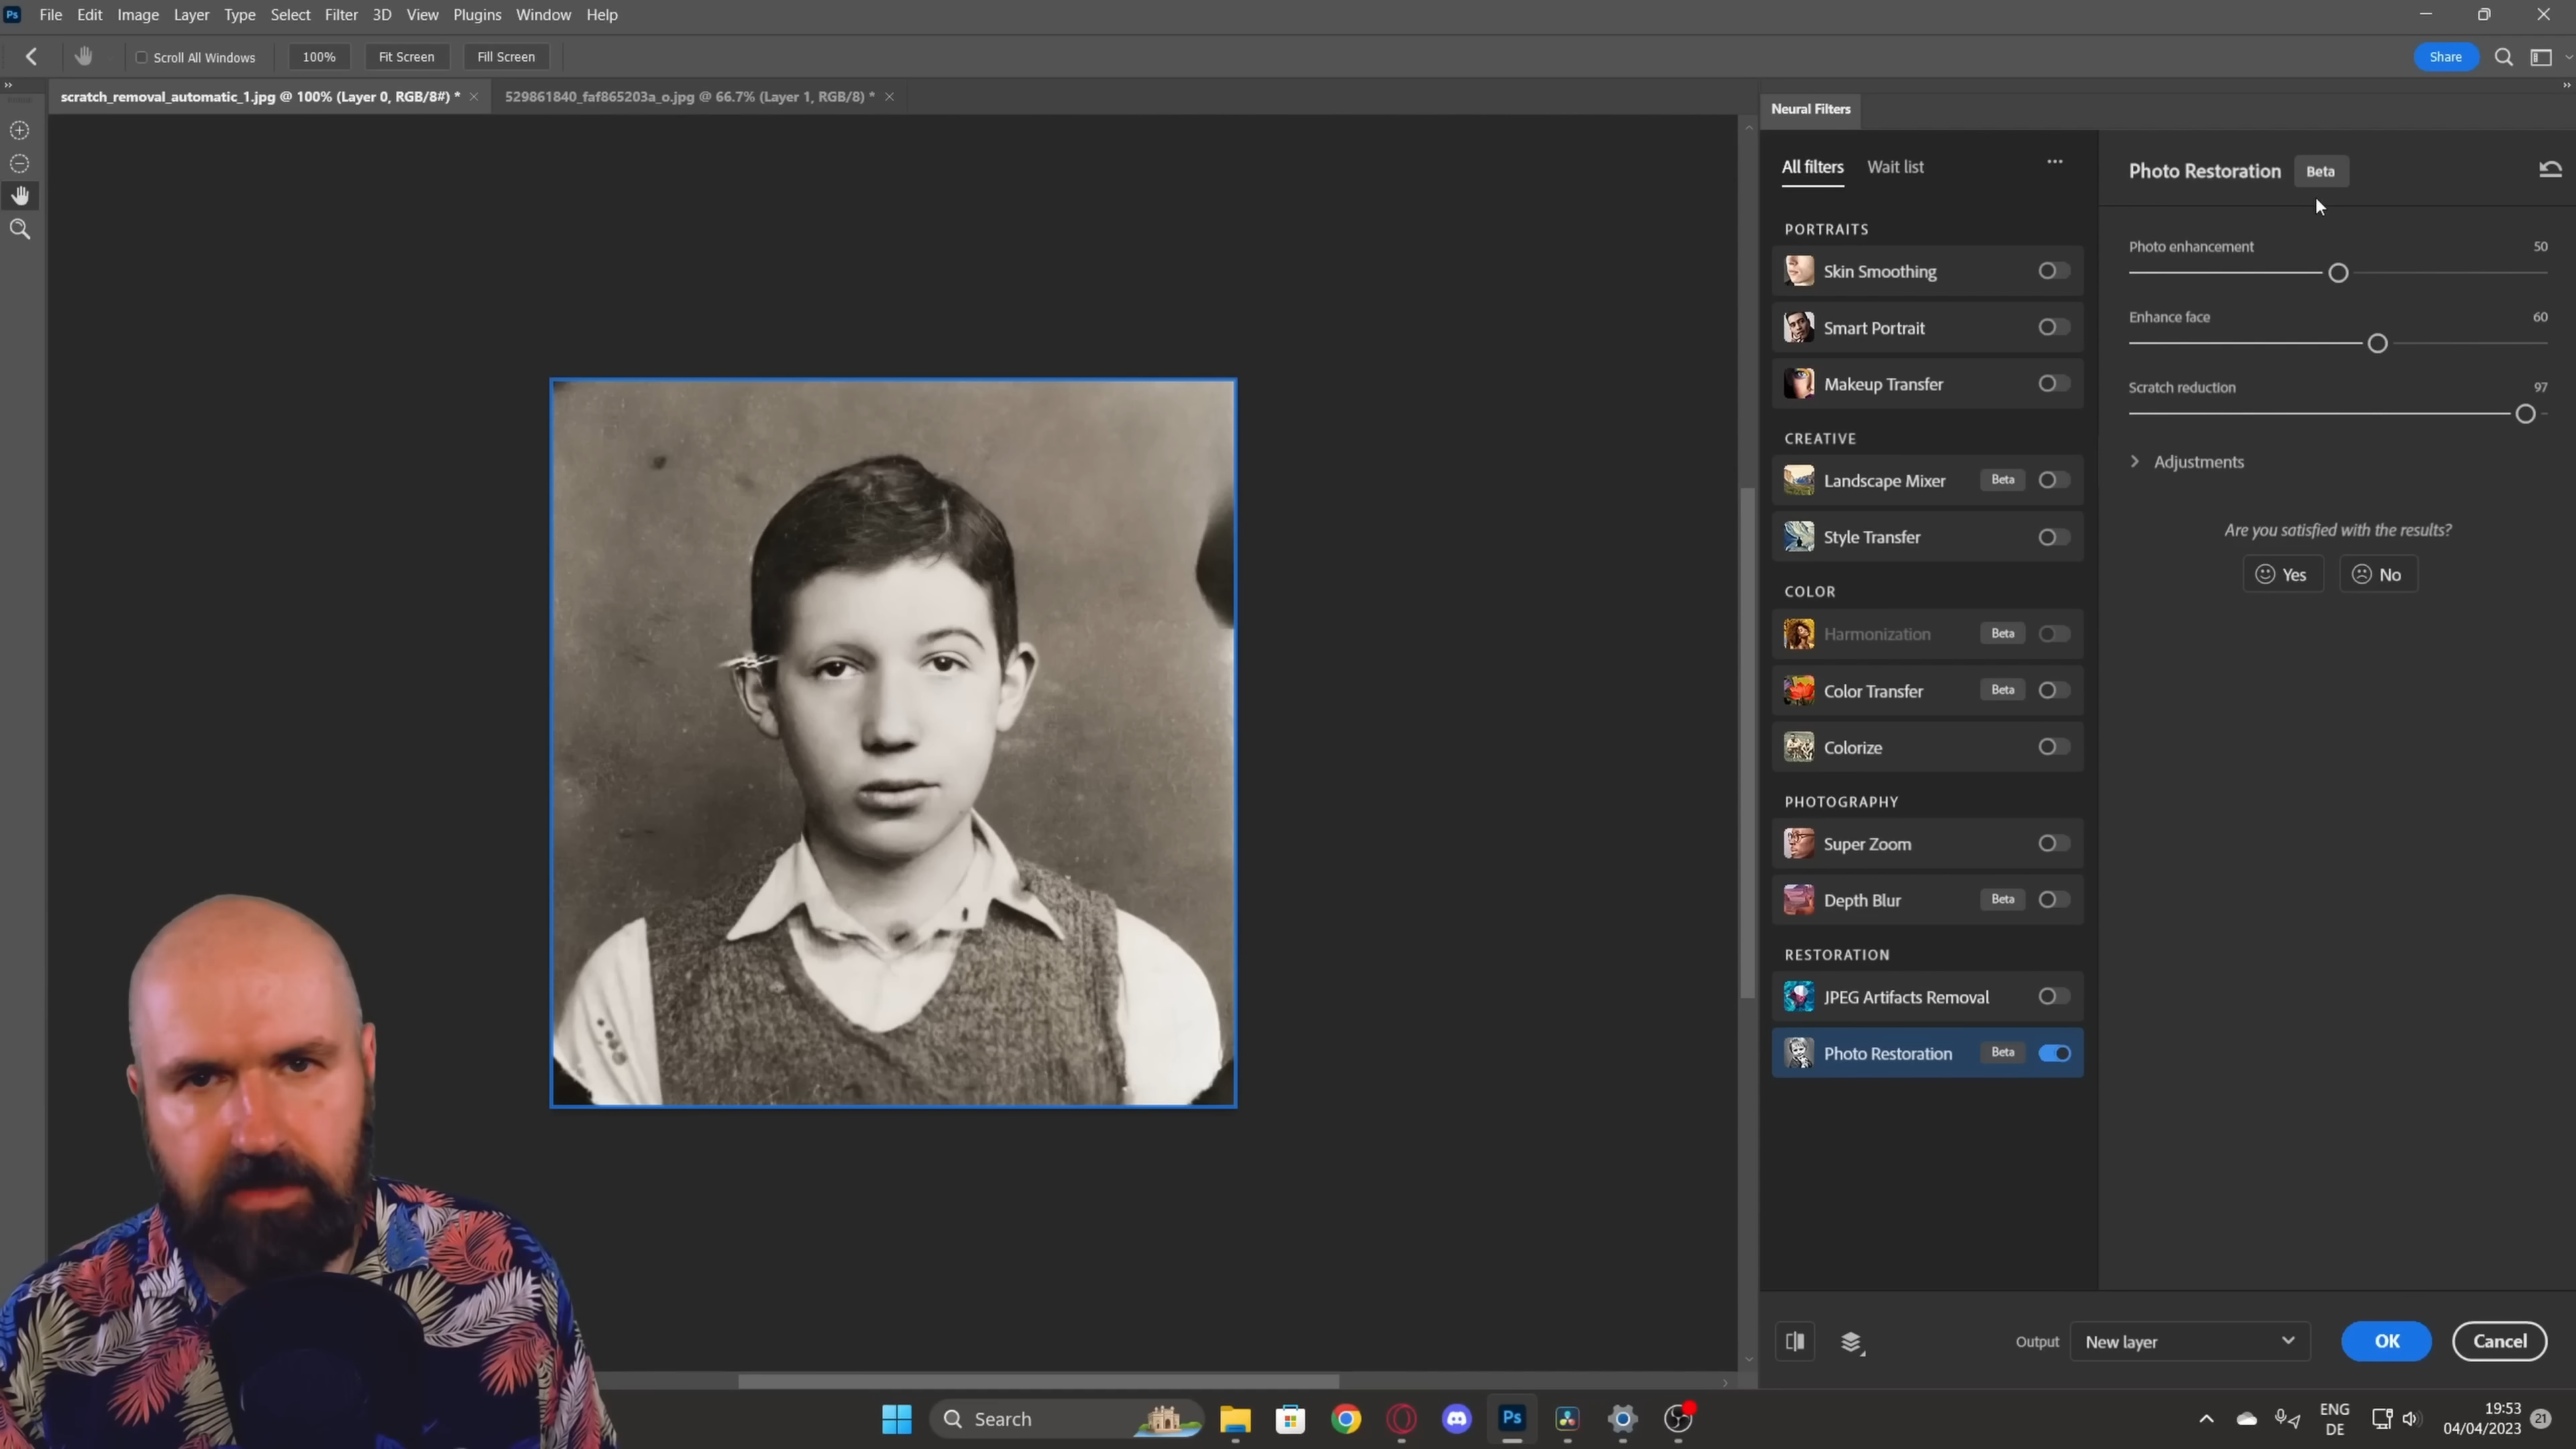 Ps File Edit Image Layer Type Select Filter 3D View Plugins Window Help
Scroll All Windows 100% Fit Screen Fill Screen Share
scratch_removal_automatic_1.jpg @ 100% (Layer 0, RGB/8#) * 529861840_faf865203a_o.jpg @ 66.7% (Layer 1, RGB/8) *
Neural Filters
All filters Wait list
PORTRAITS
Skin Smoothing
Smart Portrait
Makeup Transfer
CREATIVE
Landscape Mixer Beta
Style Transfer
COLOR
Harmonization Beta
Color Transfer Beta
Colorize
PHOTOGRAPHY
Super Zoom
Depth Blur Beta
RESTORATION
JPEG Artifacts Removal
Photo Restoration Beta
Photo Restoration Beta
Photo enhancement 50
Enhance face 60
Scratch reduction 97
Adjustments
Are you satisfied with the results?
Yes No
Output New layer OK Cancel
Search
Ps
ENG
DE
19:53
04/04/2023
21